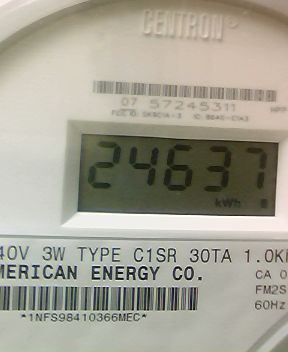 CENTRON
07 57245311
24637
kWh
40V 3W TYPE C1SR 30TA 1.0K
MERICAN ENERGY CO.
CA 0
FM2S
60Hz
*1NFS98410366MEC*